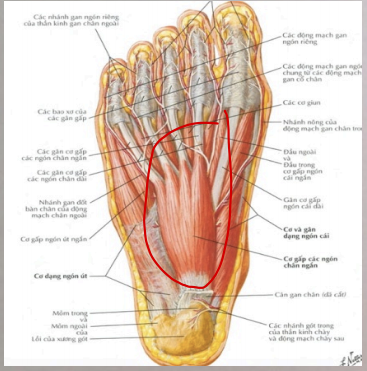 Các nhánh gan ngón riêng
của thần kinh gan chân ngoài
Các bao sợi của
các gân gấp
Các gân cơ gấp
các ngón chân ngắn
Các gân cơ gấp
các ngón chân dài
Nhánh gan đốt
bàn chân của động
mạch gan chân ngoài
Cơ gấp ngón út ngắn
Cơ dạng ngón út
Mỏm trong
và
Mỏm ngoài
của
Lồi củ xương gót
Các động mạch gan
ngón riêng
Các động mạch gan ngón
chung từ các động mạch
gan cổ chân
Các cơ giun
Nhánh nông của
động mạch gan chân tro
Đầu ngoài
và
Đầu trong
cơ gấp ngón
cái ngắn
Gân cơ gấp
ngón cái dài
Cơ và gân
dạng ngón cái
Cơ gấp các ngón
chân ngắn
Cân gan chân (đã cắt)
Các nhánh gót trong
của thần kinh chày
và động mạch chày sau